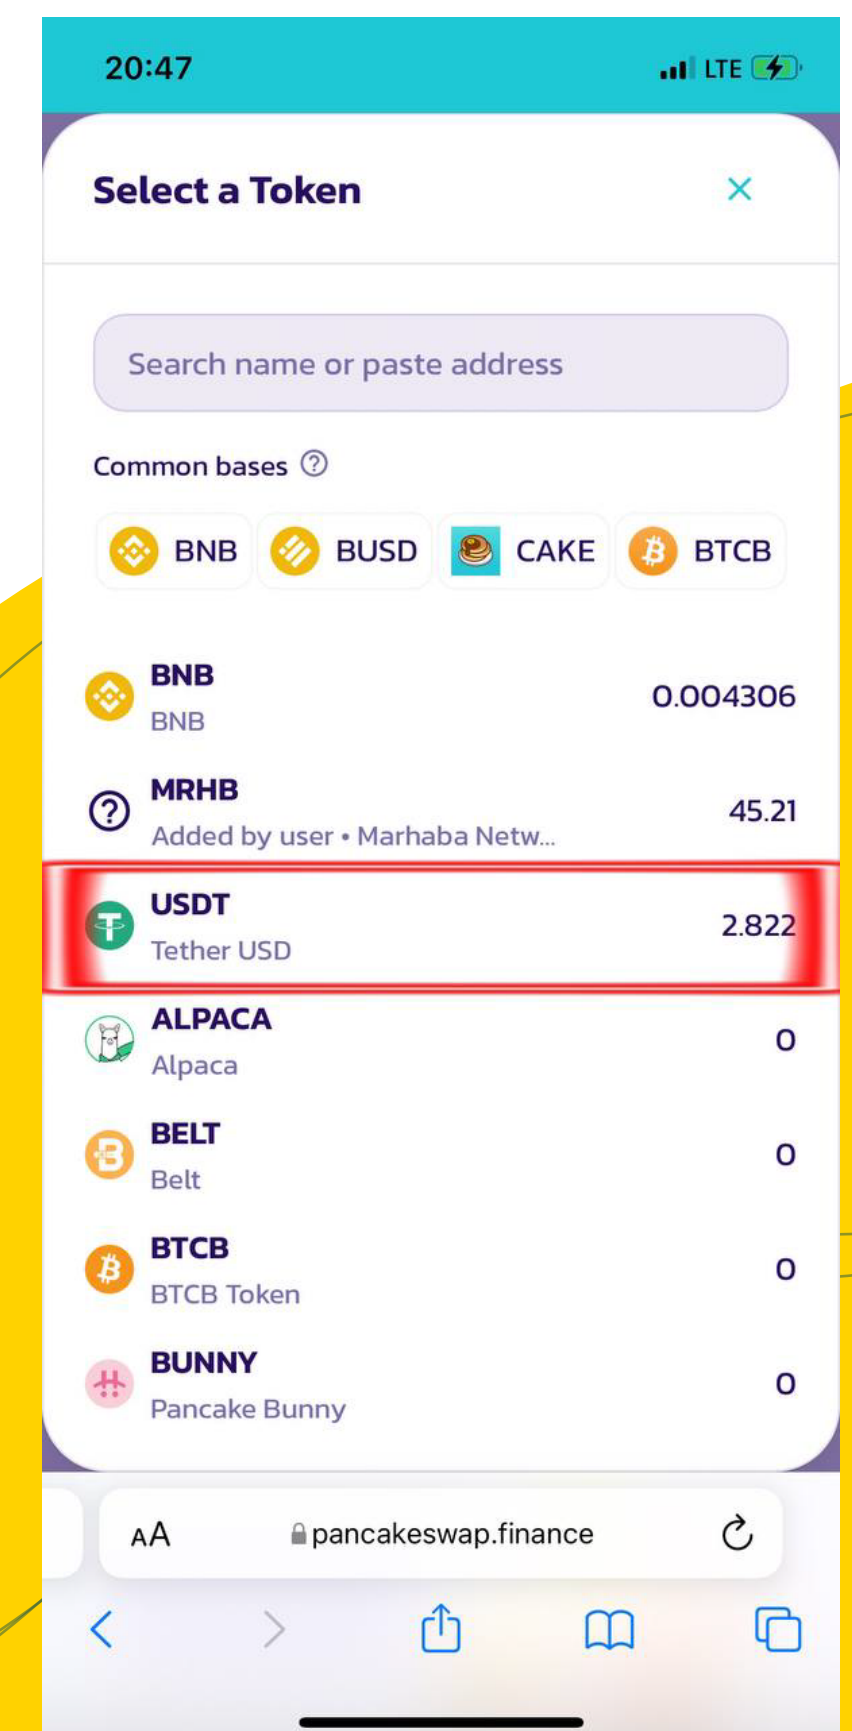 20:47
LTE
Select a Token
Search name or paste address
Common bases
BNB BUSD CAKE BTCB
BNB
0.004306
BNB
MRHB
45.21
Added by user • Marhaba Netw...
USDT
2.822
Tether USD
ALPACA
0
Alpaca
BELT
0
Belt
BTCB
0
BTCB Token
BUNNY
0
Pancake Bunny
AA pancakeswap.finance